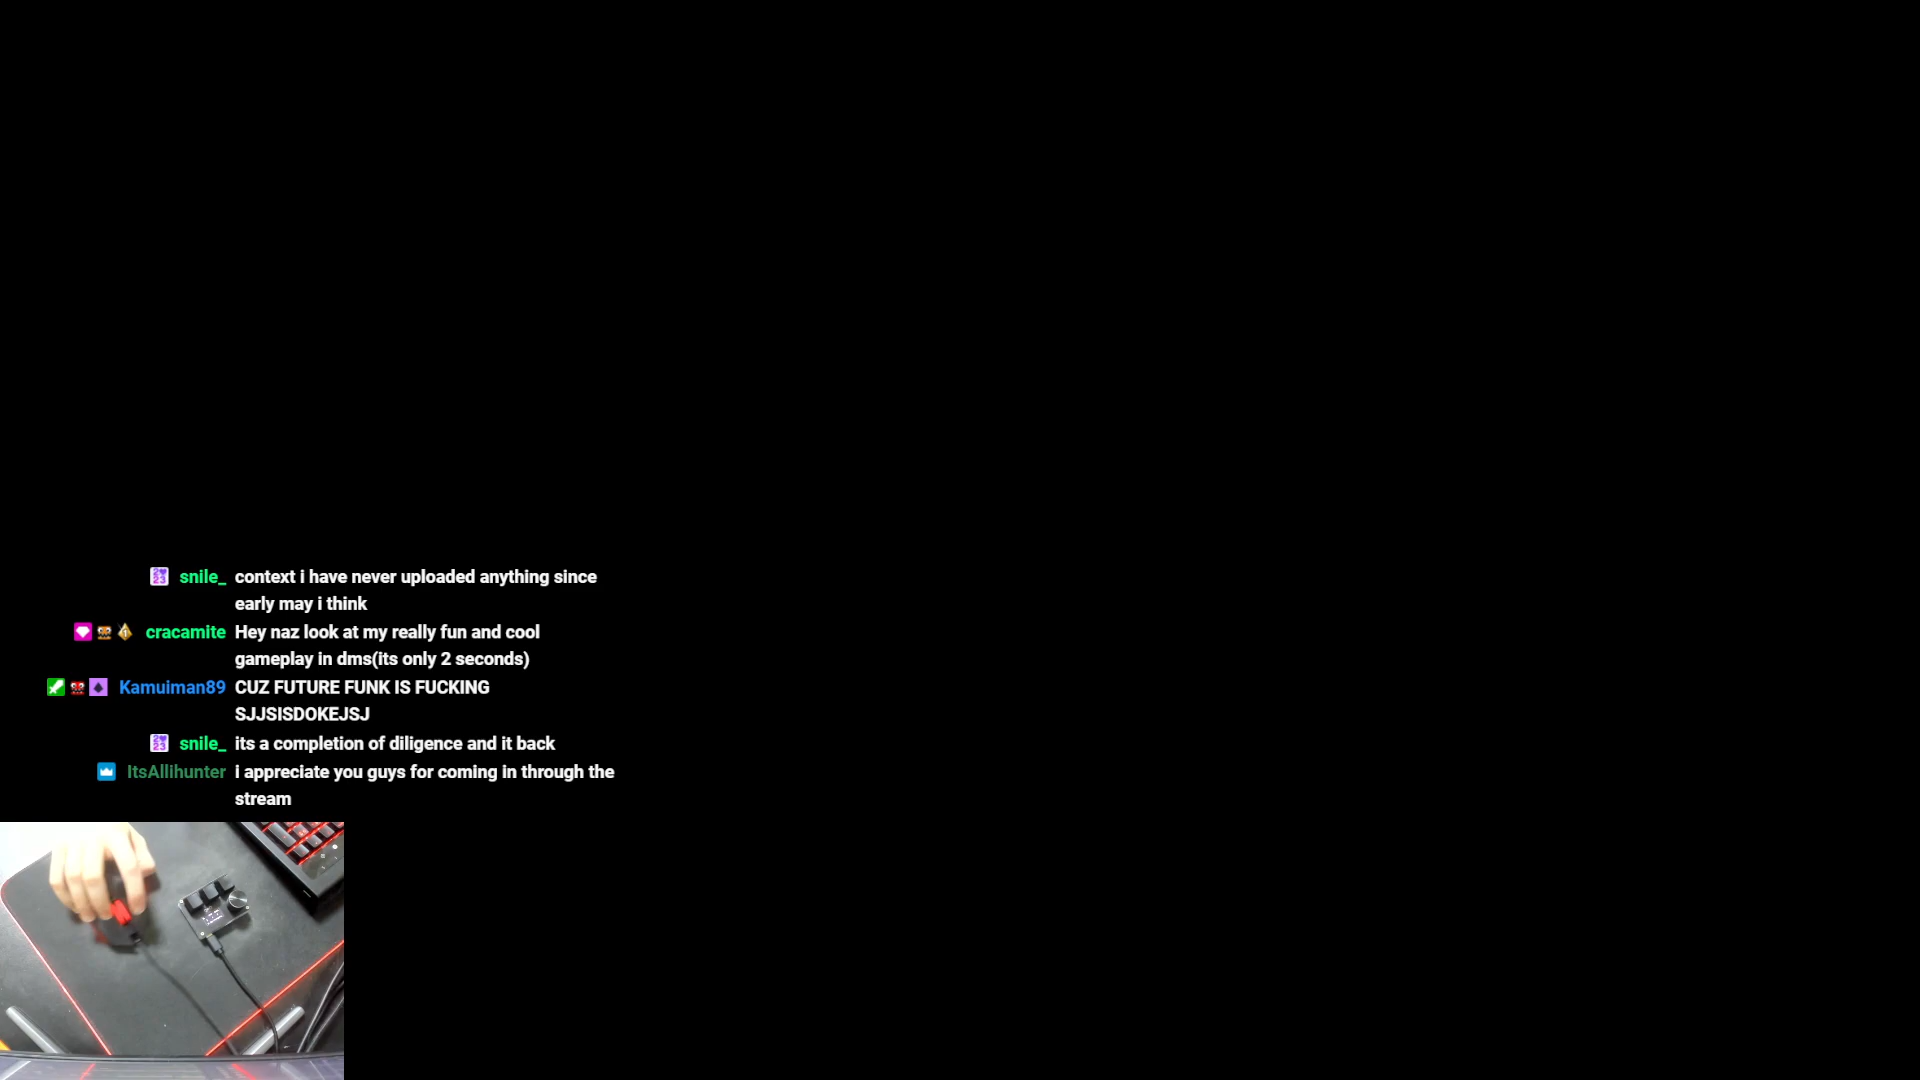 snile_ context i have never uploaded anything since
early may i think
cracamite Hey naz look at my really fun and cool
gameplay in dms(its only 2 seconds)
Kamuiman89 CUZ FUTURE FUNK IS FUCKING
SJJSISDOKEJSJ
snile_ its a completion of diligence and it back
ItsAllihunter i appreciate you guys for coming in through the
stream